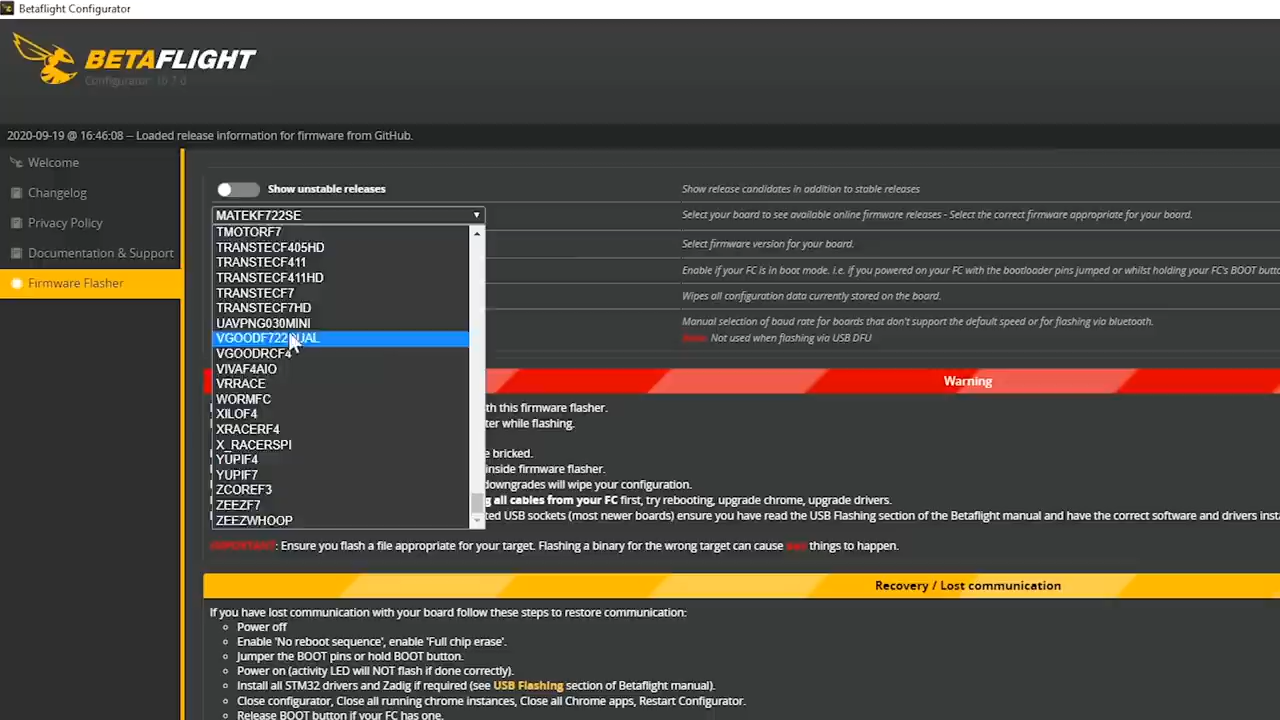 Betaflight Configurator
BETAFLIGHT
Configurator: 10.7.0
2020-09-19 @ 16:46:08 -- Loaded release information for firmware from GitHub.
Welcome
Changelog
Privacy Policy
Documentation & Support
Firmware Flasher
Show unstable releases
Show release candidates in addition to stable releases
MATEKF722SE
Select your board to see available online firmware releases - Select the correct firmware appropriate for your board.
TMOTORF7
TRANSTECF405HD
Select firmware version for your board.
TRANSTECF411
Enable if your FC is in boot mode. i.e. if you powered on your FC with the bootloader pins jumped or whilst holding your FC's BOOT butto
TRANSTECF411HD
TRANSTECF7
Wipes all configuration data currently stored on the board.
TRANSTECF7HD
UAVPNG030MINI
Manual selection of baud rate for boards that don't support the default speed or for flashing via bluetooth.
VGOODF722DUAL
Not used when flashing via USB DFU
VGOODRCF4
VIVAF4AIO
VRRACE
Warning
WORMFC
th this firmware flasher.
XILOF4
ter while flashing.
XRACERF4
X_RACERSPI
e bricked.
YUPIF4
inside firmware flasher.
YUPIF7
downgrades will wipe your configuration.
ZCOREF3
g all cables from your FC first, try rebooting, upgrade chrome, upgrade drivers.
ZEEZF7
ted USB sockets (most newer boards) ensure you have read the USB Flashing section of the Betaflight manual and have the correct software and drivers insta
ZEEZWHOOP
IMPORTANT: Ensure you flash a file appropriate for your target. Flashing a binary for the wrong target can cause bad things to happen.
Recovery / Lost communication
If you have lost communication with your board follow these steps to restore communication:
Power off
Enable 'No reboot sequence', enable 'Full chip erase'.
Jumper the BOOT pins or hold BOOT button.
Power on (activity LED will NOT flash if done correctly).
Install all STM32 drivers and Zadig if required (see USB Flashing section of Betaflight manual).
Close configurator, Close all running chrome instances, Close all Chrome apps, Restart Configurator.
Release BOOT button if your FC has one.